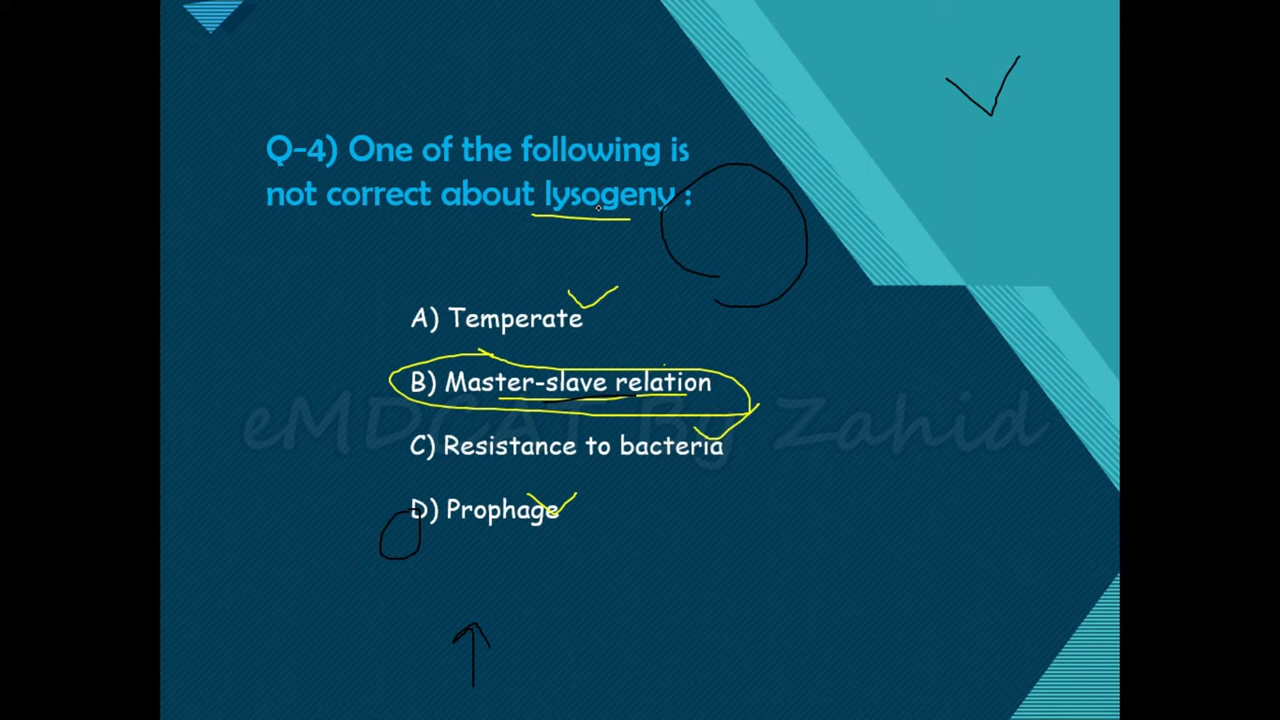 Q-4) One of the following is
not correct about lysogeny :
A) Temperate
B) Master-slave relation
eMDCAT By Zahid
C) Resistance to bacteria
D) Prophage